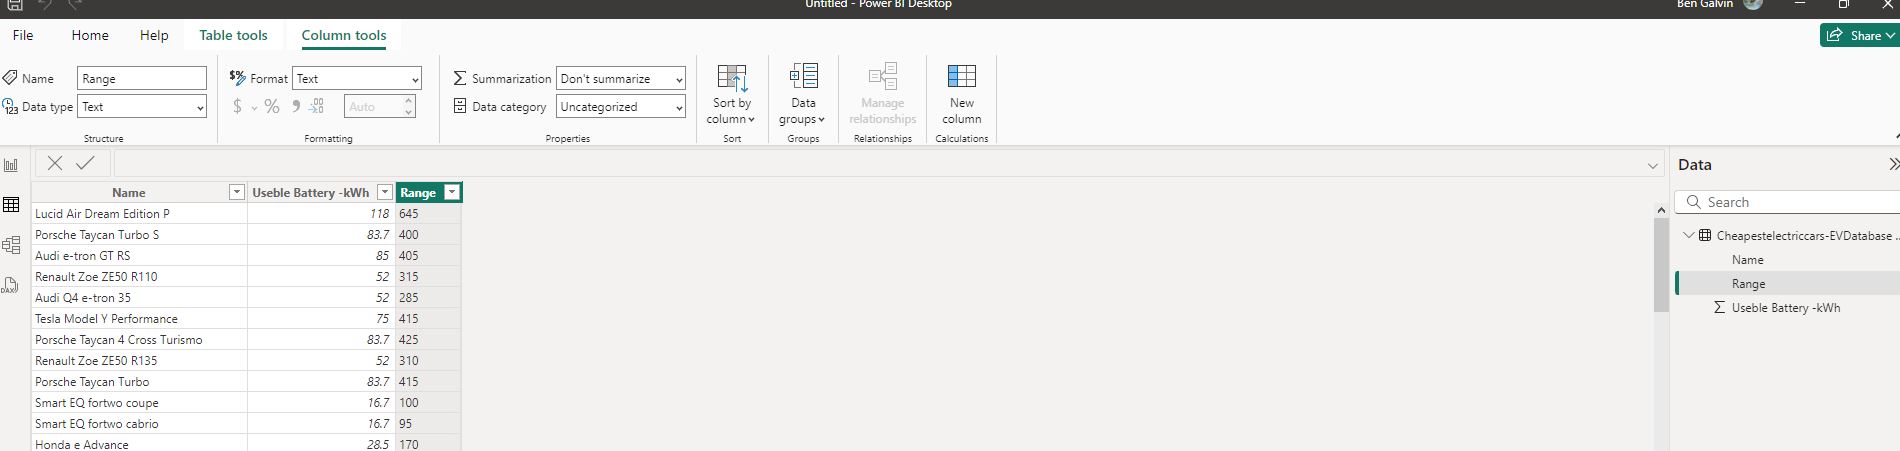 Untitled - Power BI Desktop
Ben Galvin
File Home Help Table tools Column tools
Share
Name Range
Data type Text
Structure
$% Format Text
$ % 9 .00 Auto
Formatting
Summarization Don't summarize
Data category Uncategorized
Properties
Sort by
column
Sort
Data
groups
Groups
Manage
relationships
Relationships
New
column
Calculations
Data
Search
Cheapestelectriccars-EVDatabase ...
Name
Range
Useble Battery -kWh
Name Useble Battery -kWh Range
Lucid Air Dream Edition P 118 645
Porsche Taycan Turbo S 83.7 400
Audi e-tron GT RS 85 405
Renault Zoe ZE50 R110 52 315
Audi Q4 e-tron 35 52 285
Tesla Model Y Performance 75 415
Porsche Taycan 4 Cross Turismo 83.7 425
Renault Zoe ZE50 R135 52 310
Porsche Taycan Turbo 83.7 415
Smart EQ fortwo coupe 16.7 100
Smart EQ fortwo cabrio 16.7 95
Honda e Advance 28.5 170
DAX